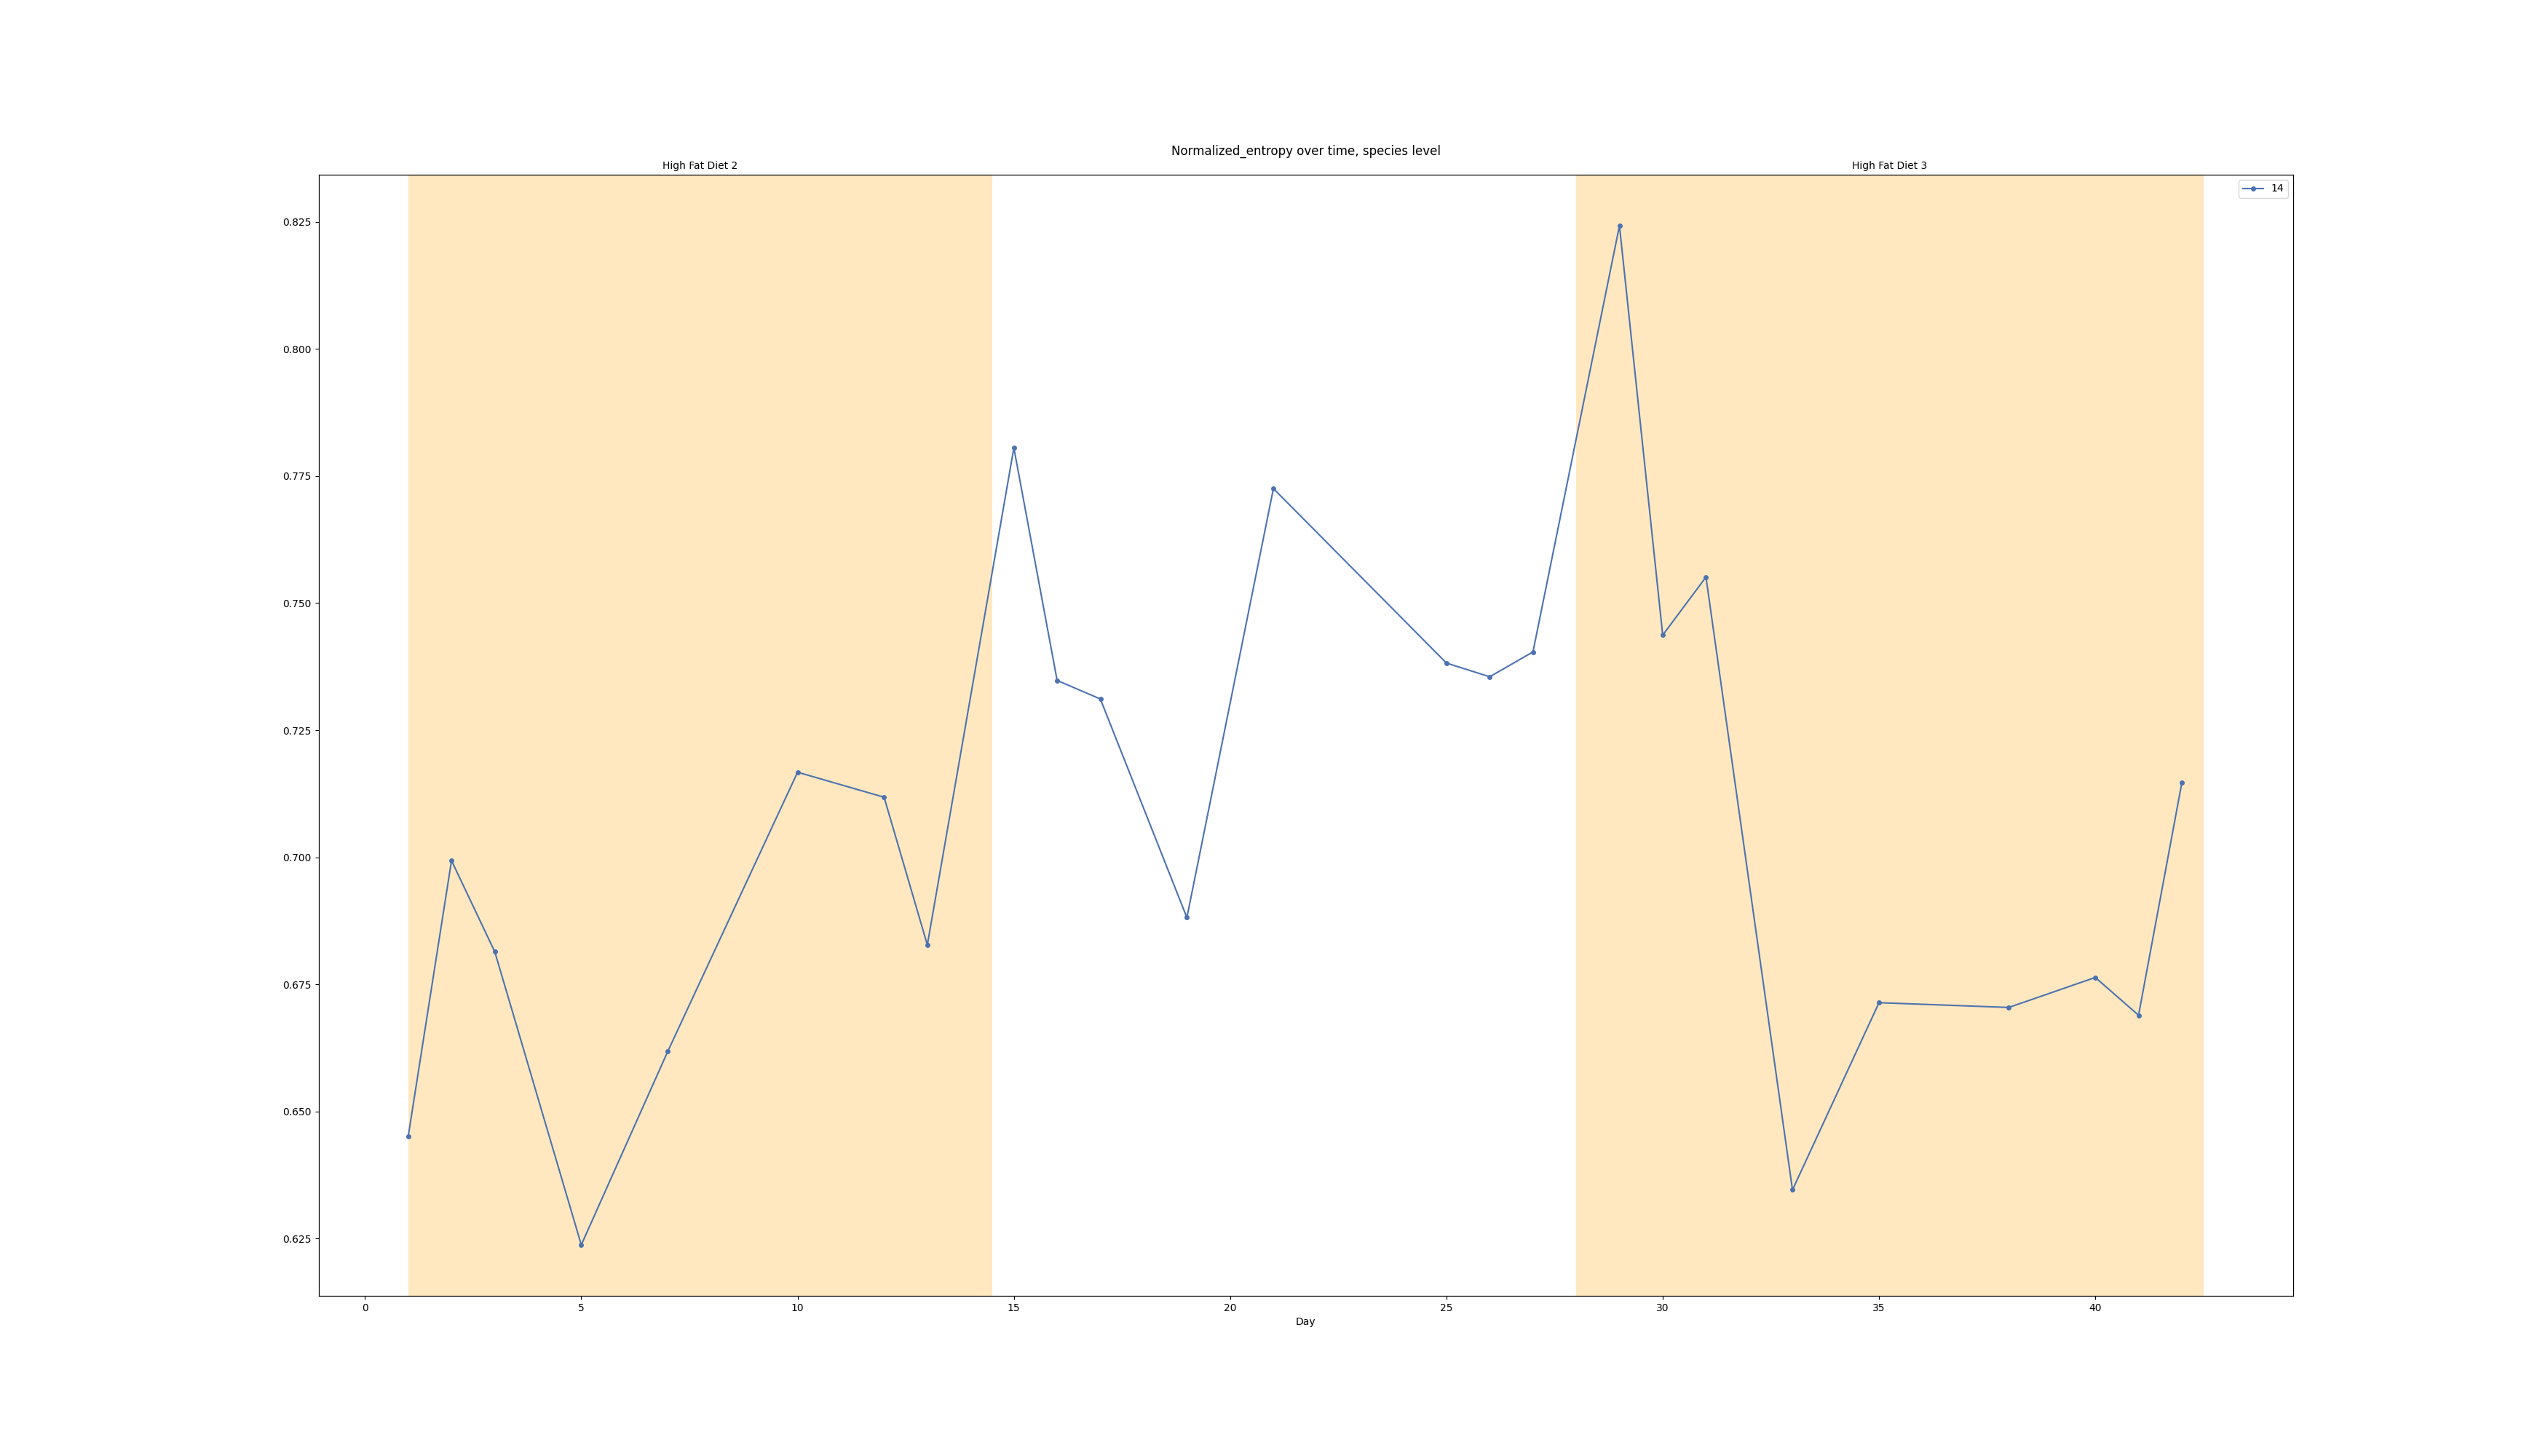 Normalized_entropy over time, species level
High Fat Diet 2
High Fat Diet 3
14
0.825
0.800
0.775
0.750
0.725
0.700
0.675
0.650
0.625
0 5 10 15 20 25 30 35 40
Day